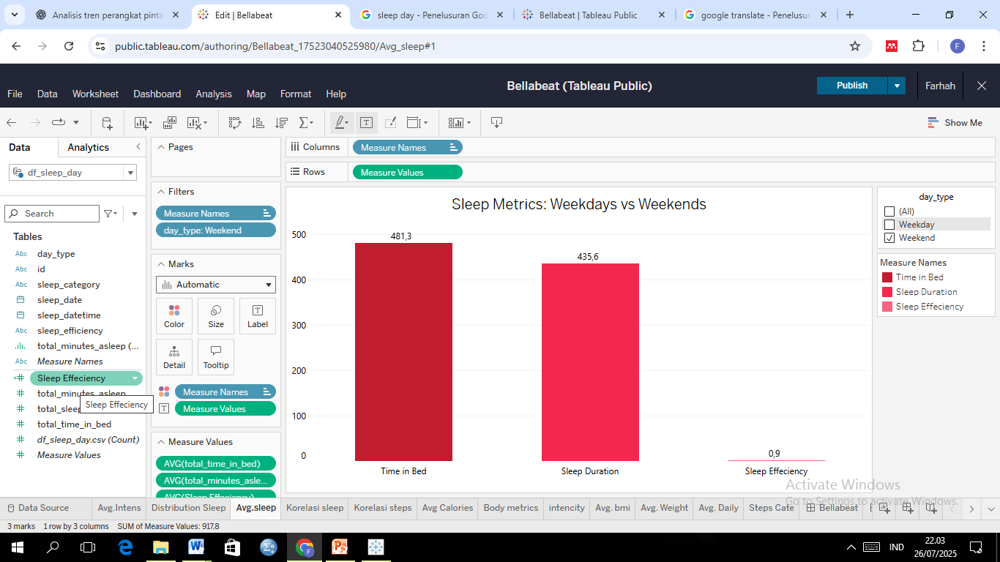 Analisis tren perangkat pinta
Edit | Bellabeat
sleep day - Penelusuran Goo
Bellabeat | Tableau Public
google translate - Penelusur
public.tableau.com/authoring/Bellabeat_17523040525980/Avg_sleep#1
F
Bellabeat (Tableau Public)
Publish
Farhah
File Data Worksheet Dashboard Analysis Map Format Help
Show Me
Data Analytics
df_sleep_day
Search
Tables
Abc day_type
Abc id
Abc sleep_category
sleep_date
sleep_datetime
Abc sleep_efficiency
total_minutes_asleep (...
Abc Measure Names
Sleep Effeciency
total_minutes_asleep
Sleep Effeciency
total_time_in_bed
df_sleep_day.csv (Count)
Measure Values
Pages
Filters
Measure Names
day_type: Weekend
Marks
Automatic
Color Size Label
Detail Tooltip
Measure Names
Measure Values
Measure Values
AVG(total_time_in_bed)
AVG(total_minutes_asle...
AVG(Sleep Effeciency)
Columns Measure Names
Rows Measure Values
Sleep Metrics: Weekdays vs Weekends
500
400
300
200
100
0
481,3
435,6
0,9
Time in Bed Sleep Duration Sleep Effeciency
day_type
(All)
Weekday
Weekend
Measure Names
Time in Bed
Sleep Duration
Sleep Effeciency
Activate Windows
Go to Settings to activate Windows.
Data Source Avg.Intens Distribution Sleep Avg.sleep Korelasi sleep Korelasi steps Avg Calories Body metrics intencity Avg. bmi Avg. Weight Avg. Daily Steps Cate Bellabeat
3 marks 1 row by 3 columns SUM of Measure Values: 917,8
IND
22.03
26/07/2025